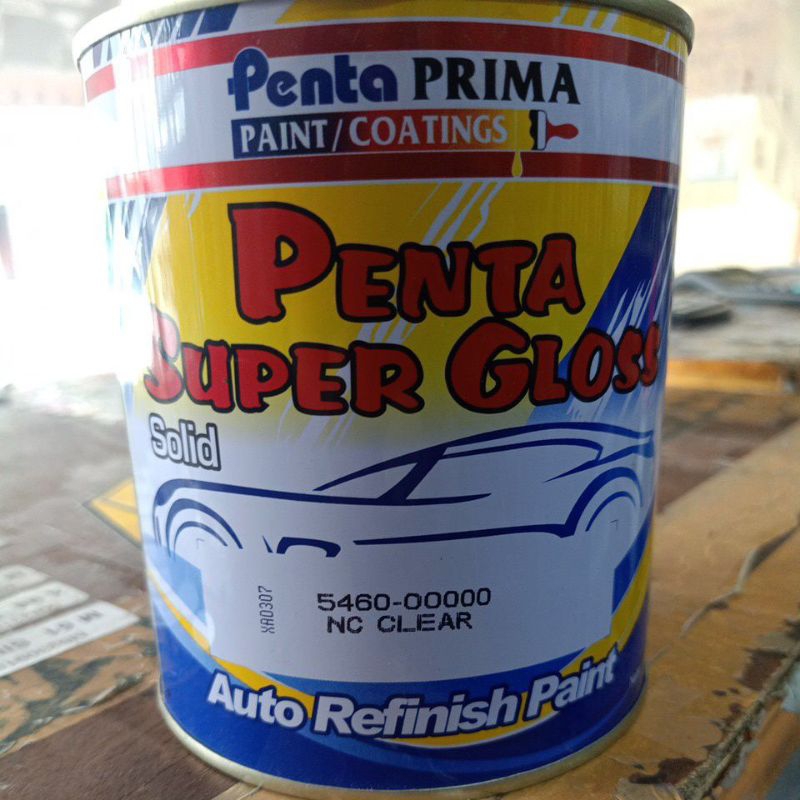 Penta PRIMA
PAINT/COATINGS
PENTA
SUPER GLOSS
Solid
XA0307
5460-00000
NC CLEAR
Auto Refinish Paint